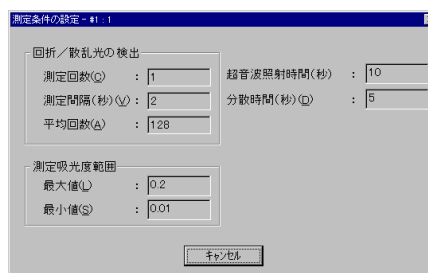 測定条件の設定 - #1 : 1
回折／散乱光の検出
測定回数(C) : 1
測定間隔(秒)(V) : 2
平均回数(A) : 128
超音波照射時間(秒) : 10
分散時間(秒)(D) : 5
測定吸光度範囲
最大値(L) : 0.2
最小値(S) : 0.01
キャンセル